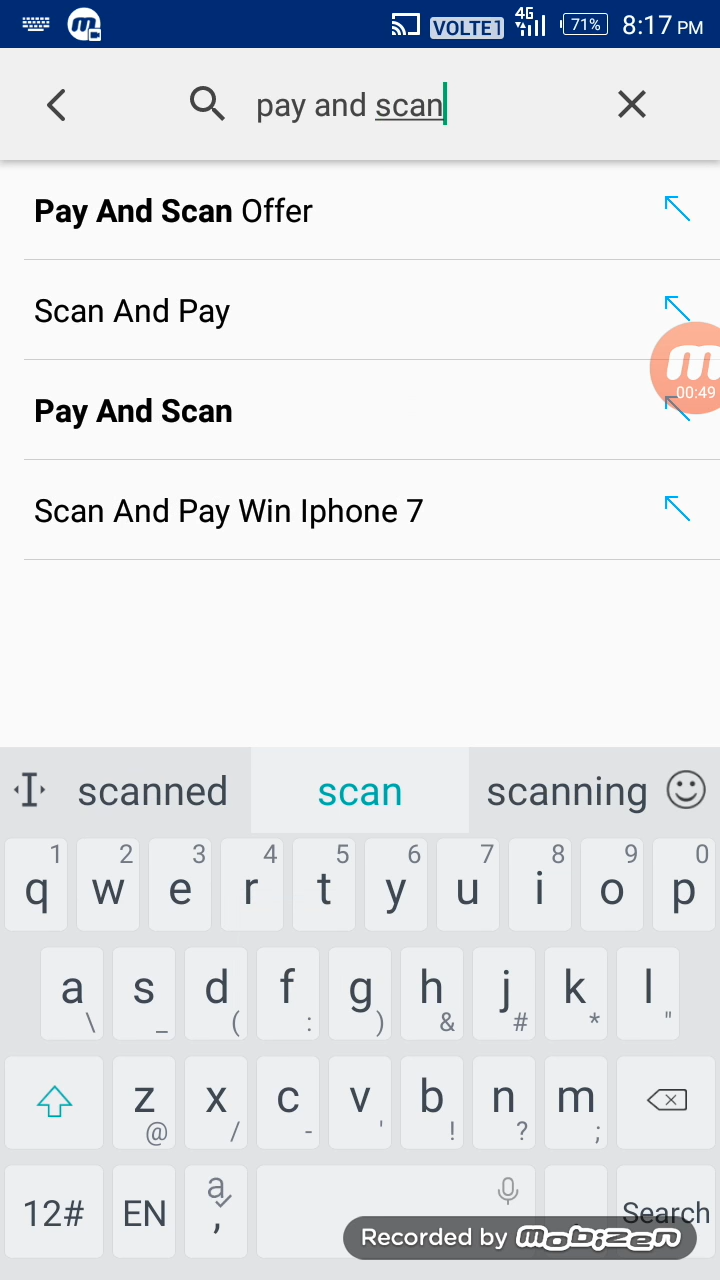 VOLTE1 4G 71% 8:17 PM
pay and scan
Pay And Scan Offer
Scan And Pay
m
00:49
Pay And Scan
Scan And Pay Win Iphone 7
scanned scan scanning
1 2 3 4 5 6 7 8 9 0
q w e r t y u i o p
a s d f g h j k l
\ _ ( : ) & # * "
z x c v b n m
@ / - ' ! ? ;
12# EN a , Search
Recorded by mobizen